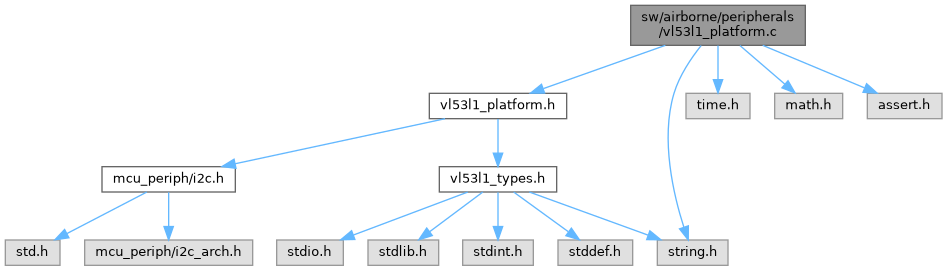 sw/airborne/peripherals
/vl53l1_platform.c
vl53l1_platform.h
time.h
math.h
assert.h
mcu_periph/i2c.h
vl53l1_types.h
std.h
mcu_periph/i2c_arch.h
stdio.h
stdlib.h
stdint.h
stddef.h
string.h